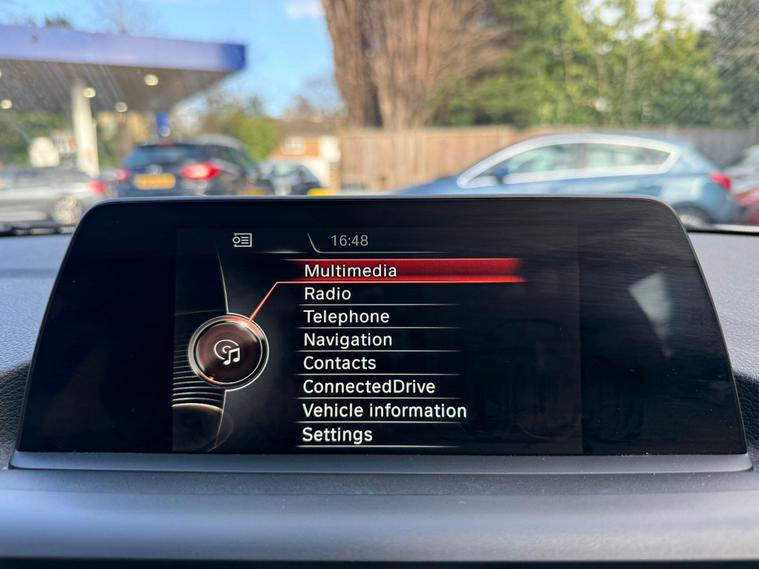 16:48
Multimedia
Radio
Telephone
Navigation
Contacts
ConnectedDrive
Vehicle information
Settings